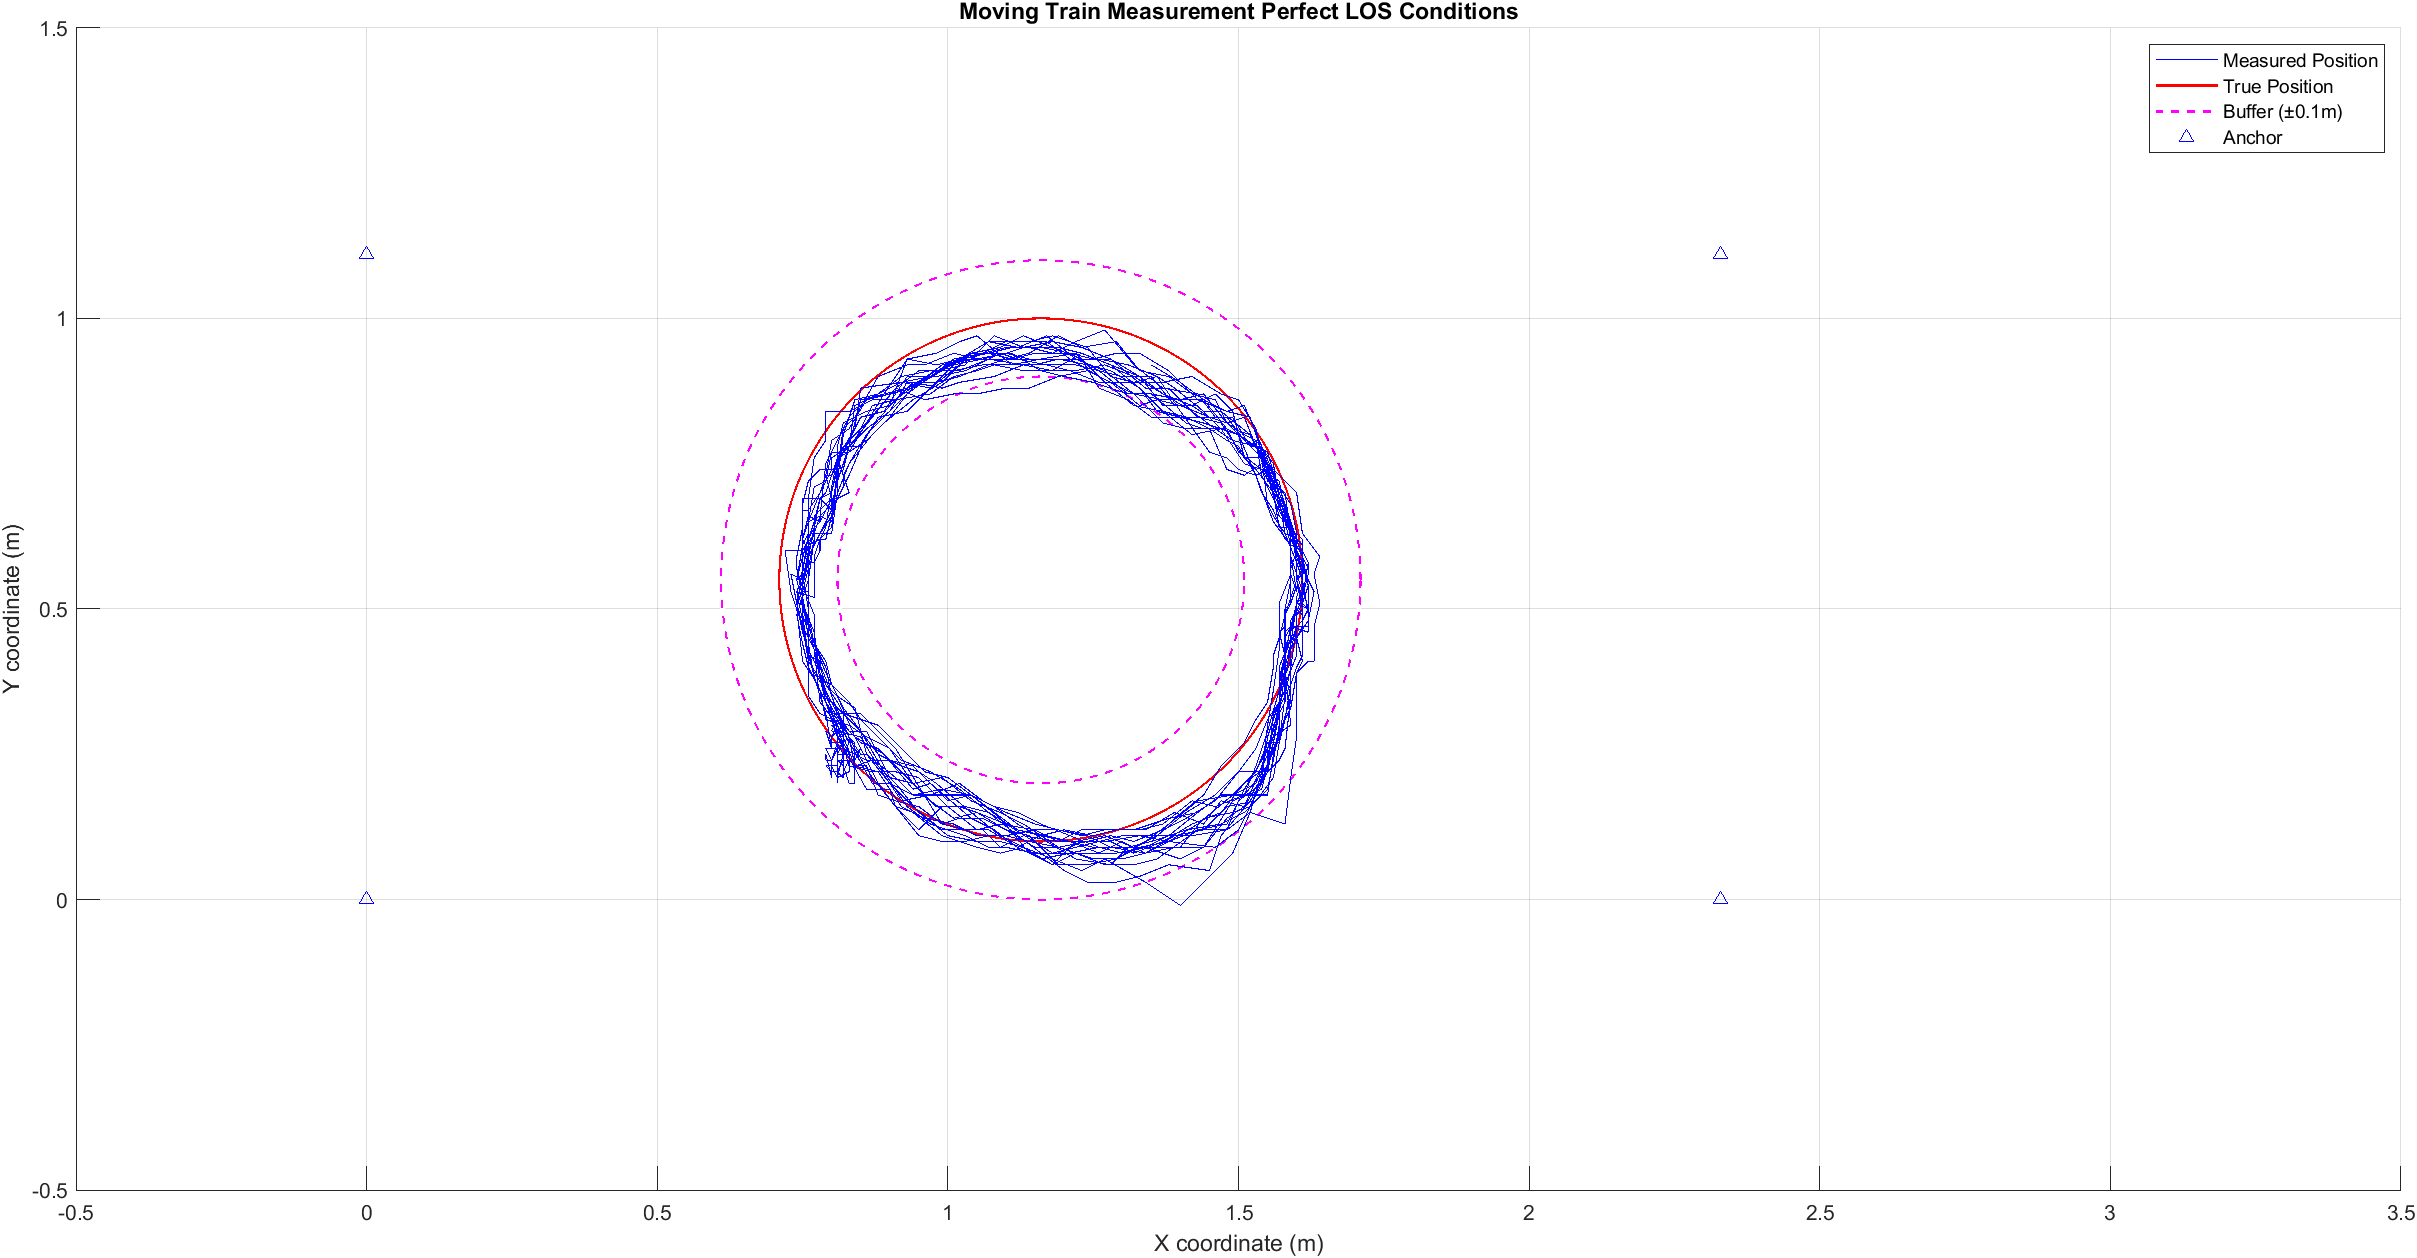 Moving Train Measurement Perfect LOS Conditions
1.5
1
0.5
0
-0.5
Y coordinate (m)
Measured Position
True Position
Buffer (±0.1m)
Anchor
-0.5
0
0.5
1
1.5
2
2.5
3
3.5
X coordinate (m)